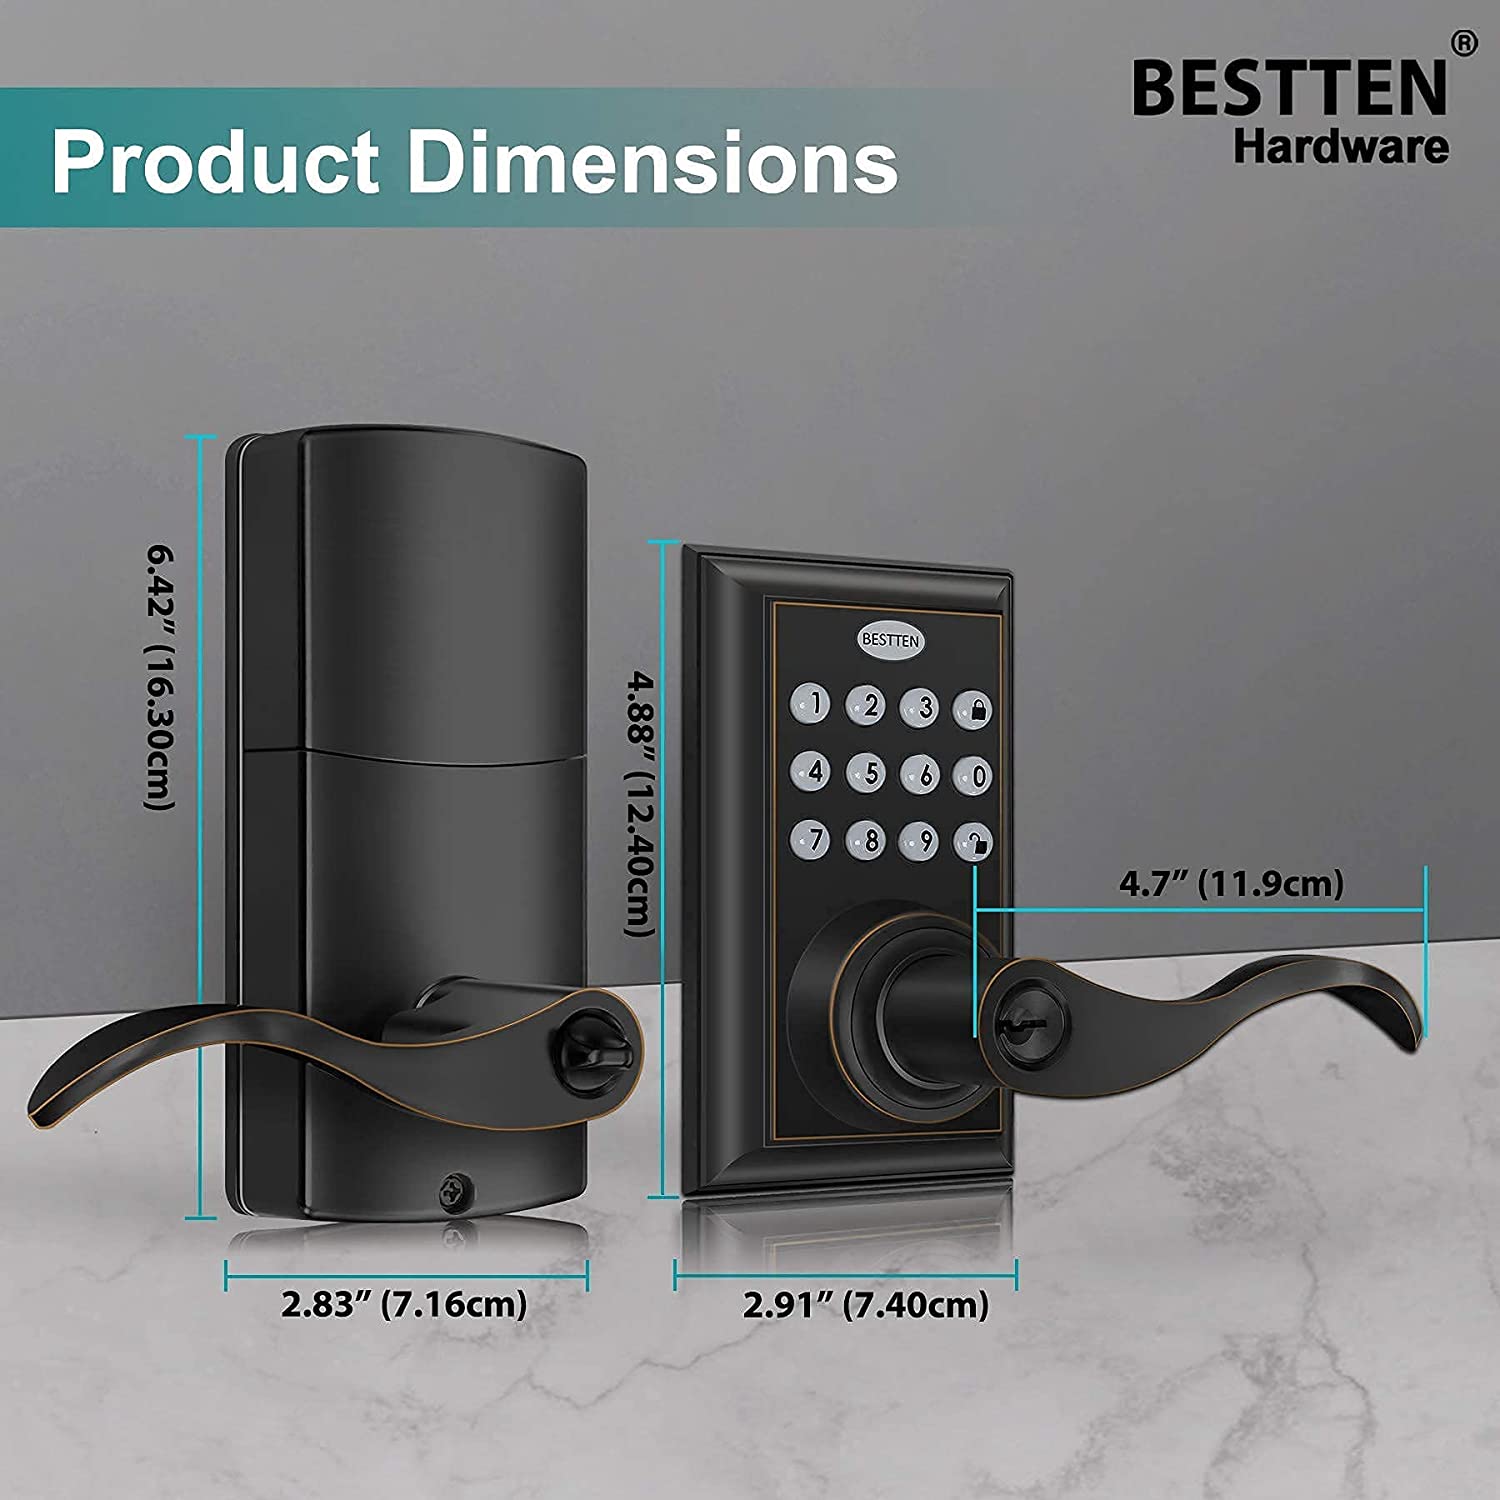 BESTTEN®
Hardware
Product Dimensions
6.42” (16.30cm)
4.88” (12.40cm)
BESTTEN
1 2 3
4 5 6 0
7 8 9
4.7” (11.9cm)
2.83” (7.16cm)
2.91” (7.40cm)